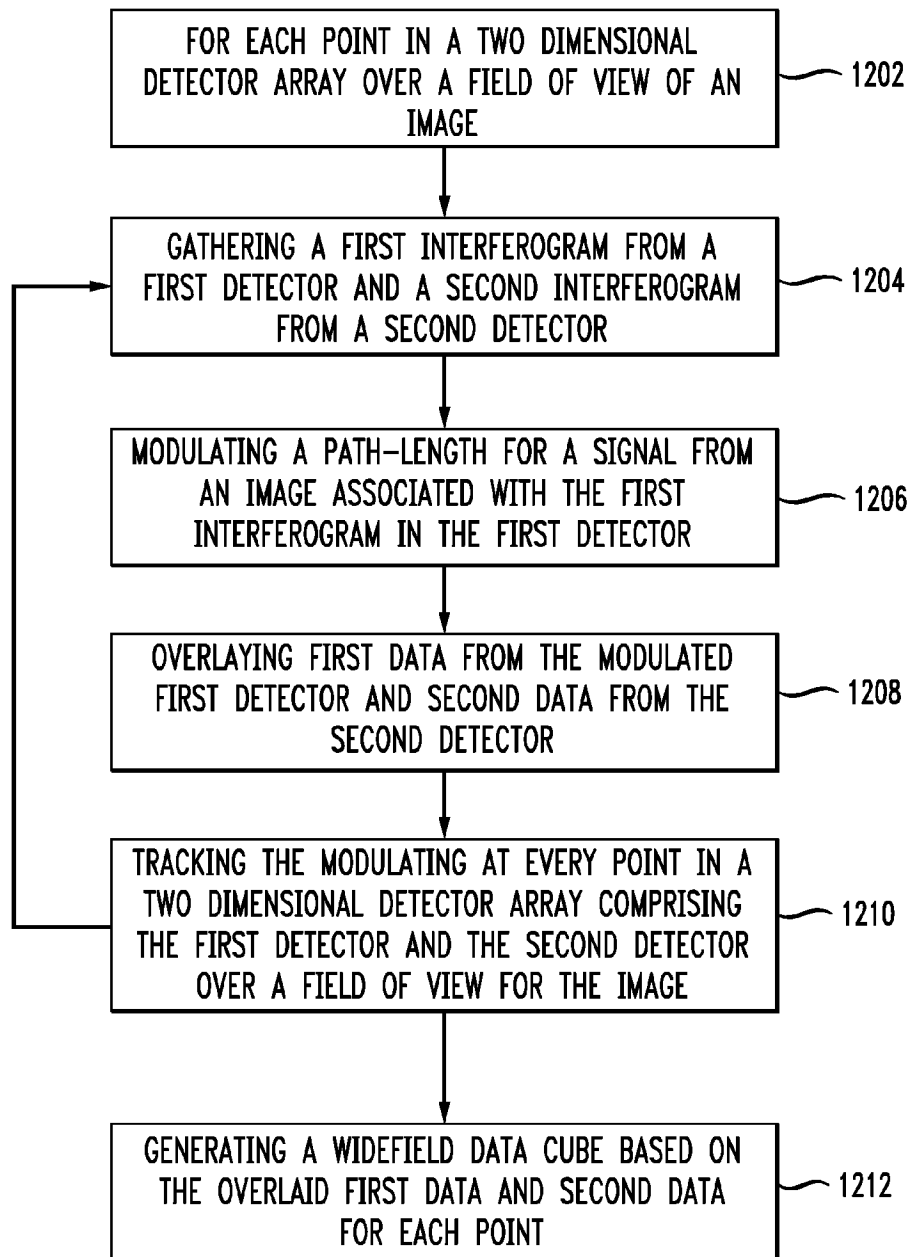 FOR EACH POINT IN A TWO DIMENSIONAL
DETECTOR ARRAY OVER A FIELD OF VIEW OF AN
IMAGE
1202
GATHERING A FIRST INTERFEROGRAM FROM A
FIRST DETECTOR AND A SECOND INTERFEROGRAM
FROM A SECOND DETECTOR
1204
MODULATING A PATH-LENGTH FOR A SIGNAL FROM
AN IMAGE ASSOCIATED WITH THE FIRST
INTERFEROGRAM IN THE FIRST DETECTOR
1206
OVERLAYING FIRST DATA FROM THE MODULATED
FIRST DETECTOR AND SECOND DATA FROM THE
SECOND DETECTOR
1208
TRACKING THE MODULATING AT EVERY POINT IN A
TWO DIMENSIONAL DETECTOR ARRAY COMPRISING
THE FIRST DETECTOR AND THE SECOND DETECTOR
OVER A FIELD OF VIEW FOR THE IMAGE
1210
GENERATING A WIDEFIELD DATA CUBE BASED ON
THE OVERLAID FIRST DATA AND SECOND DATA
FOR EACH POINT
1212